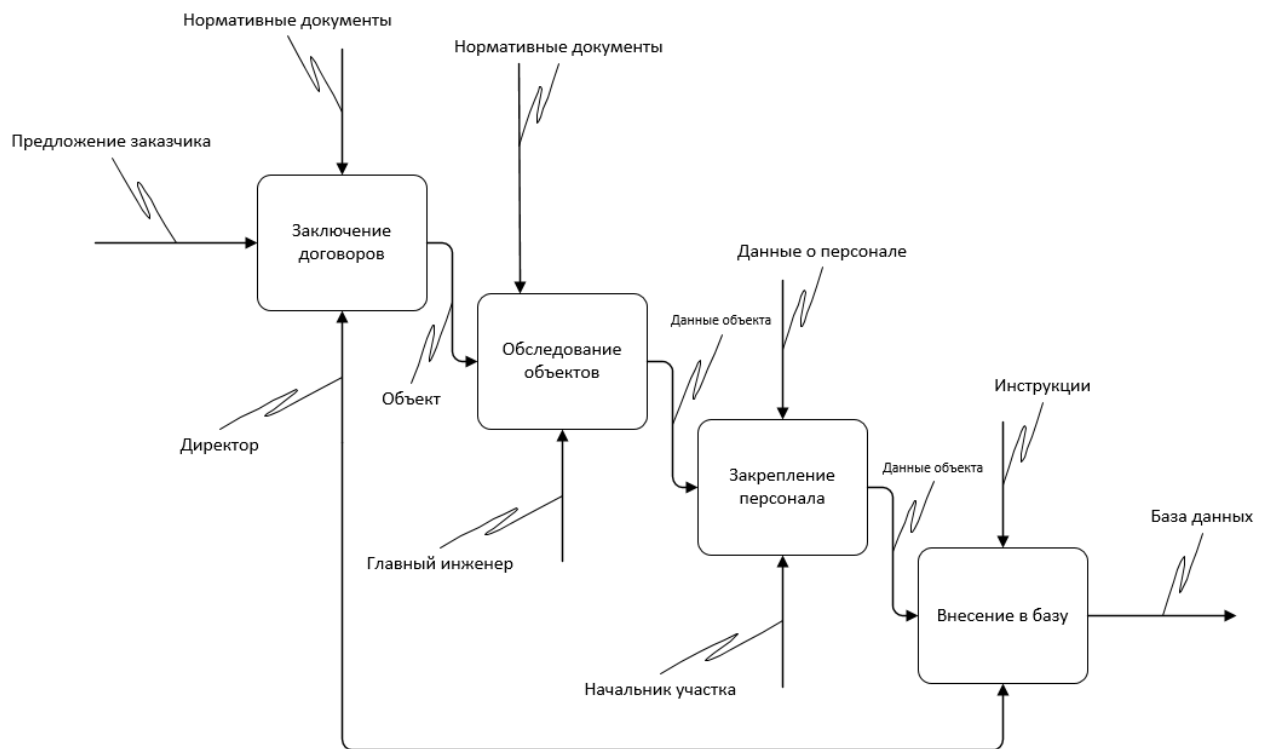 Нормативные документы
Нормативные документы
Предложение заказчика
Заключение
договоров
Данные о персонале
Данные объекта
Обследование
объектов
Инструкции
Объект
Директор
Данные объекта
Закрепление
персонала
База данных
Главный инженер
Внесение в базу
Начальник участка